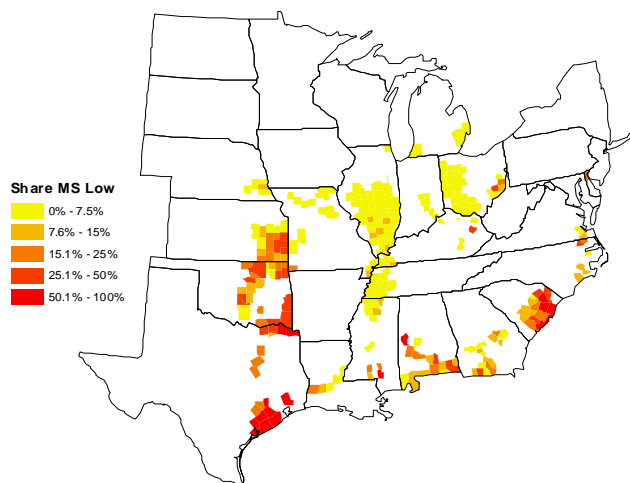 Share MS Low
0% - 7.5%
7.6% - 15%
15.1% - 25%
25.1% - 50%
50.1% - 100%